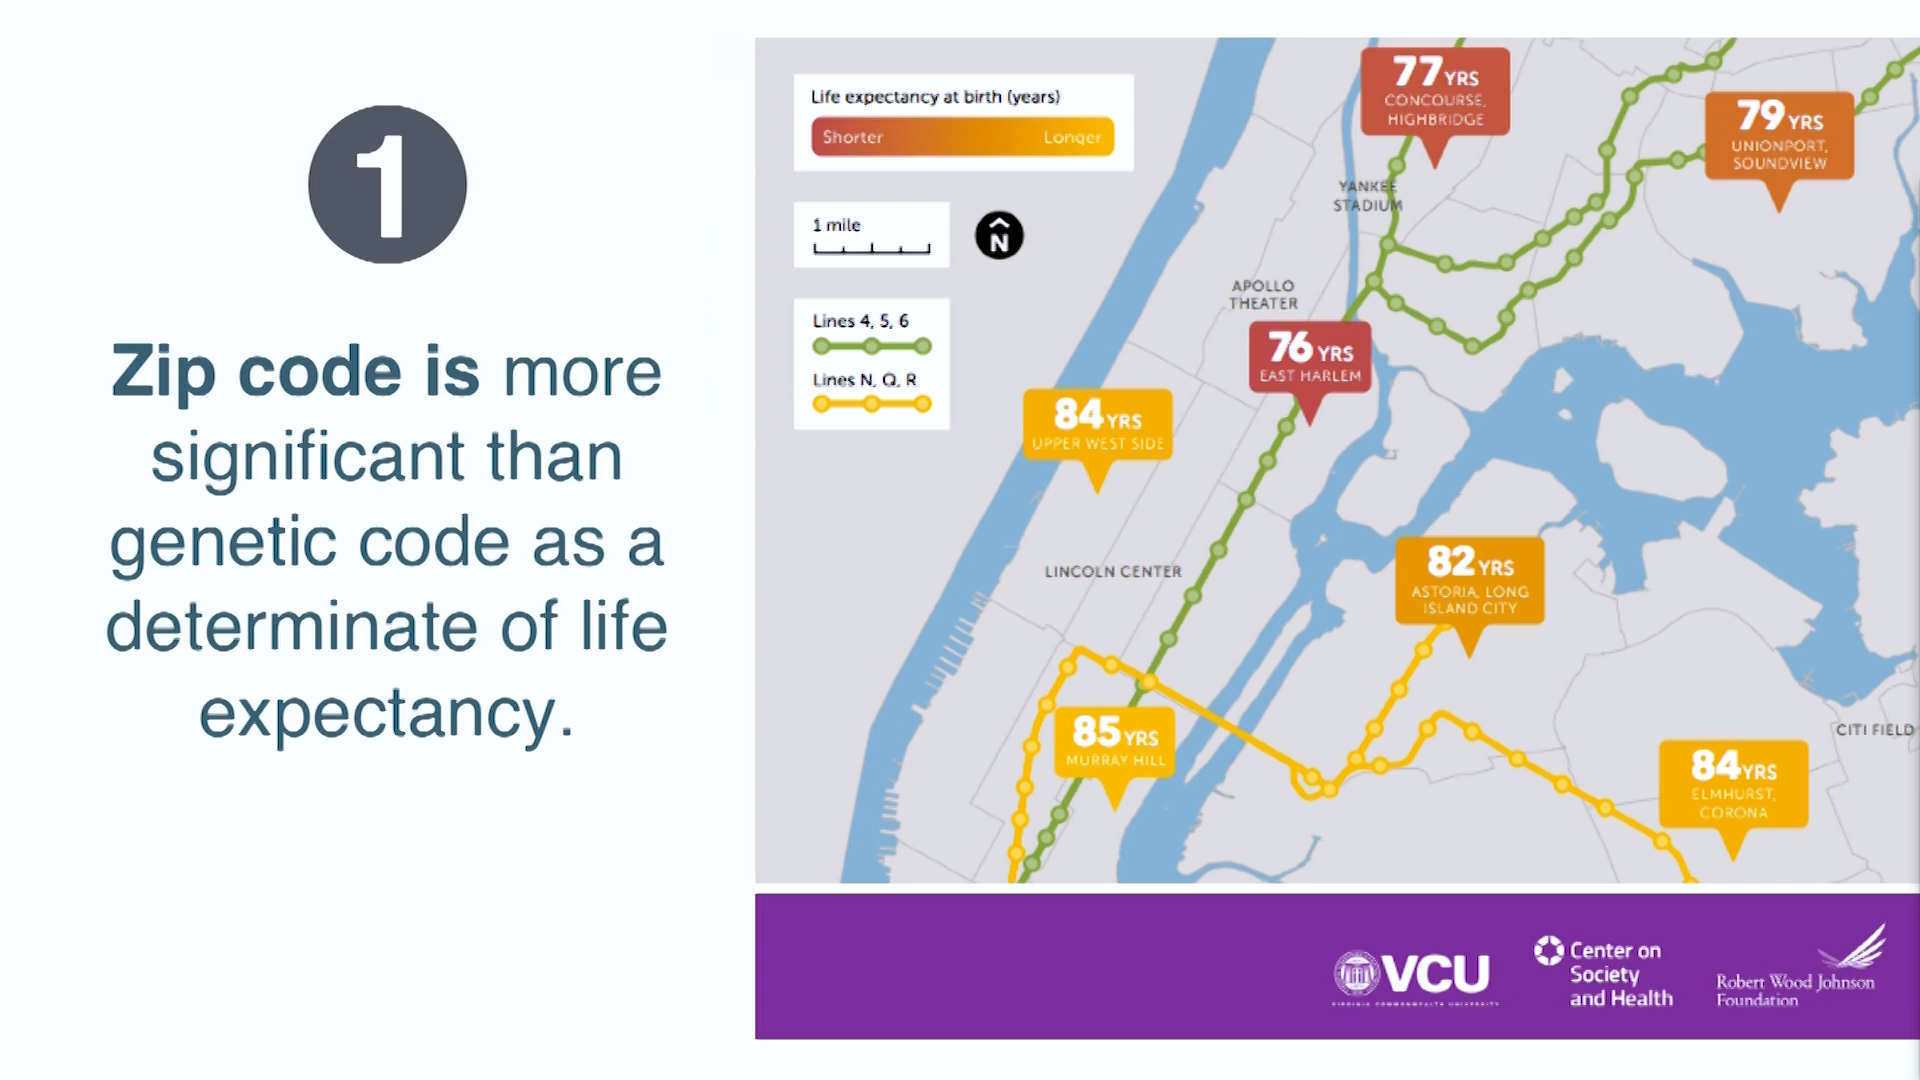 1
Zip code is more
significant than
genetic code as a
determinate of life
expectancy.
Life expectancy at birth (years)
Shorter Longer
1 mile
N
Lines 4, 5, 6
Lines N, Q, R
77 YRS
CONCOURSE,
HIGHBRIDGE
79 YRS
UNIONPORT,
SOUNDVIEW
YANKEE
STADIUM
APOLLO
THEATER
76 YRS
EAST HARLEM
84 YRS
UPPER WEST SIDE
LINCOLN CENTER
82 YRS
ASTORIA, LONG
ISLAND CITY
85 YRS
MURRAY HILL
CITI FIELD
84 YRS
ELMHURST,
CORONA
VCU
VIRGINIA COMMONWEALTH UNIVERSITY
Center on
Society
and Health
Robert Wood Johnson
Foundation